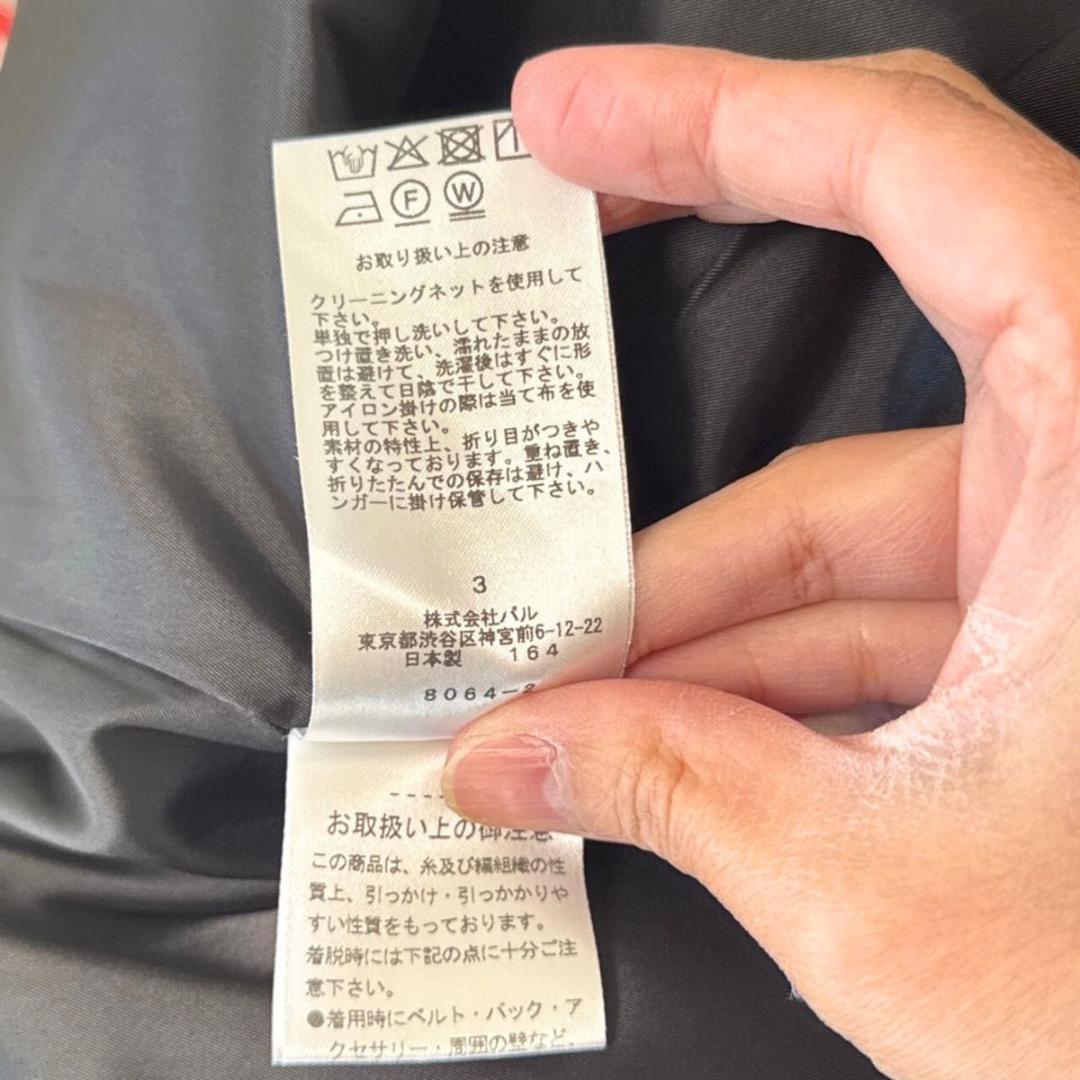 F W
お取り扱い上の注意
クリーニングネットを使用して
下さい。
単独で押し洗いして下さい。
つけ置き洗い、濡れたままの放
置は避けて、洗濯後はすぐに形
を整えて日陰で干して下さい。
アイロン掛けの際は当て布を使
用して下さい。
素材の特性上、折り目がつきや
すくなっております。重ね置き、
折りたたんでの保存は避け、ハ
ンガーに掛け保管して下さい。
3
株式会社パル
東京都渋谷区神宮前6-12-22
日本製 164
8064-2
お取扱い上の御注意
この商品は、糸及び編組織の性
質上、引っかけ・引っかかりや
すい性質をもっております。
着脱時には下記の点に十分ご注
意下さい。
●着用時にベルト・バック・ア
クセサリー・周囲の壁など、